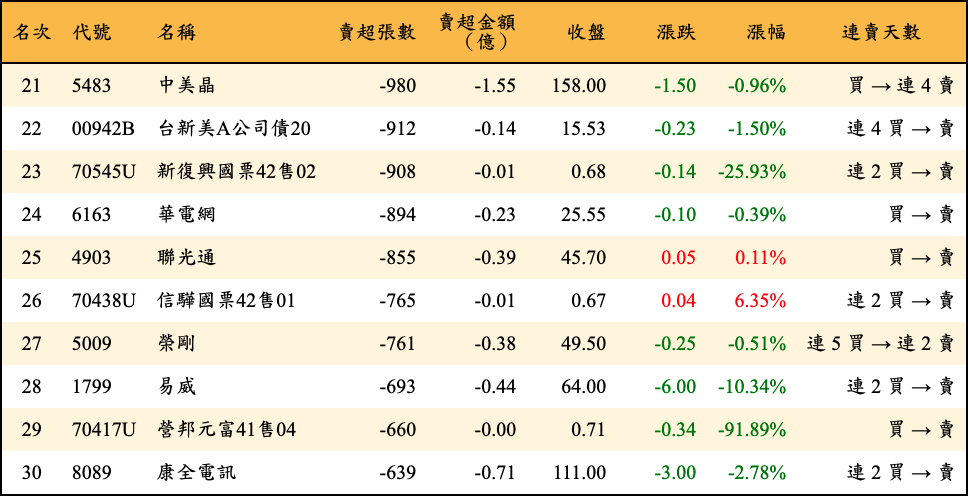 名次 代號 名稱 賣超張數 賣超金額（億） 收盤 漲跌 漲幅 連賣天數
21 5483 中美晶 -980 -1.55 158.00 -1.50 -0.96% 買 → 連 4 賣
22 00942B 台新美A公司債20 -912 -0.14 15.53 -0.23 -1.50% 連 4 買 → 賣
23 70545U 新復興國票42售02 -908 -0.01 0.68 -0.14 -25.93% 連 2 買 → 賣
24 6163 華電網 -894 -0.23 25.55 -0.10 -0.39% 買 → 賣
25 4903 聯光通 -855 -0.39 45.70 0.05 0.11% 買 → 賣
26 70438U 信驊國票42售01 -765 -0.01 0.67 0.04 6.35% 連 2 買 → 賣
27 5009 榮剛 -761 -0.38 49.50 -0.25 -0.51% 連 5 買 → 連 2 賣
28 1799 易威 -693 -0.44 64.00 -6.00 -10.34% 連 2 買 → 賣
29 70417U 營邦元富41售04 -660 -0.00 0.71 -0.34 -91.89% 買 → 賣
30 8089 康全電訊 -639 -0.71 111.00 -3.00 -2.78% 連 2 買 → 賣